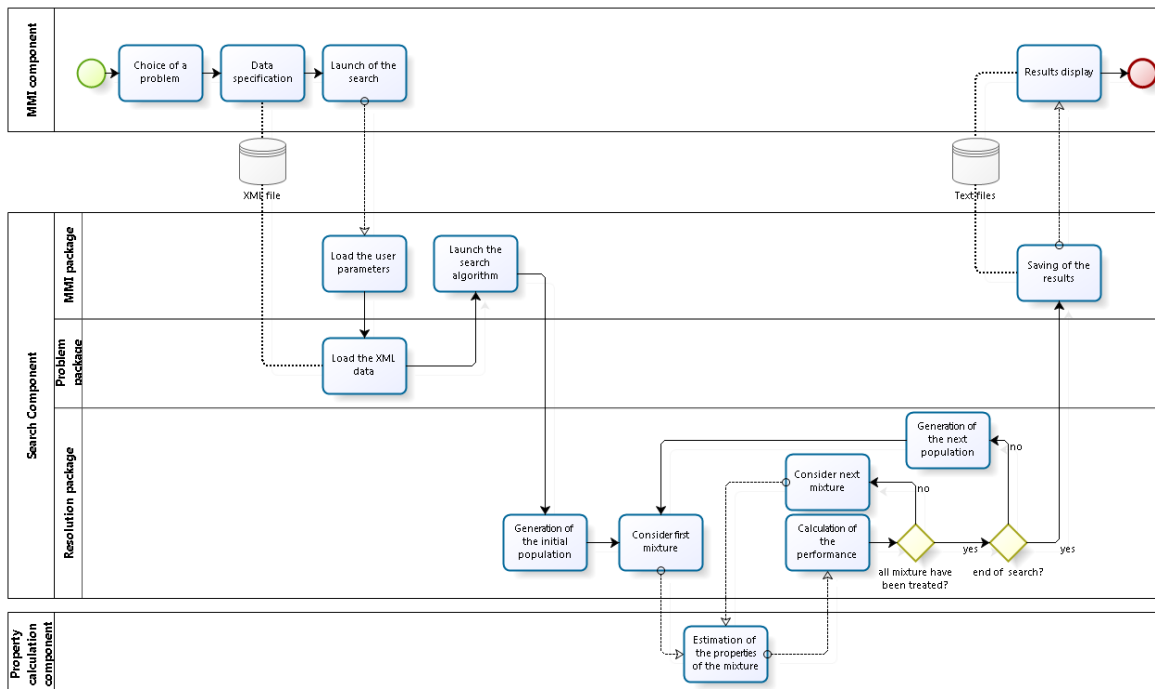 MMI component
Choice of a
problem
Data
specification
Launch of the
search
Results display
XML file
Text files
Search Component
MMI package
Load the user
parameters
Launch the
search
algorithm
Saving of the
results
Problem
package
Load the XML
data
Resolution package
Generation of
the next
population
no
Consider next
mixture
no
Generation of
the initial
population
Consider first
mixture
Calculation of
the
performance
yes
yes
all mixture have
been treated?
end of search?
Property
calculation
component
Estimation of
the properties
of the mixture